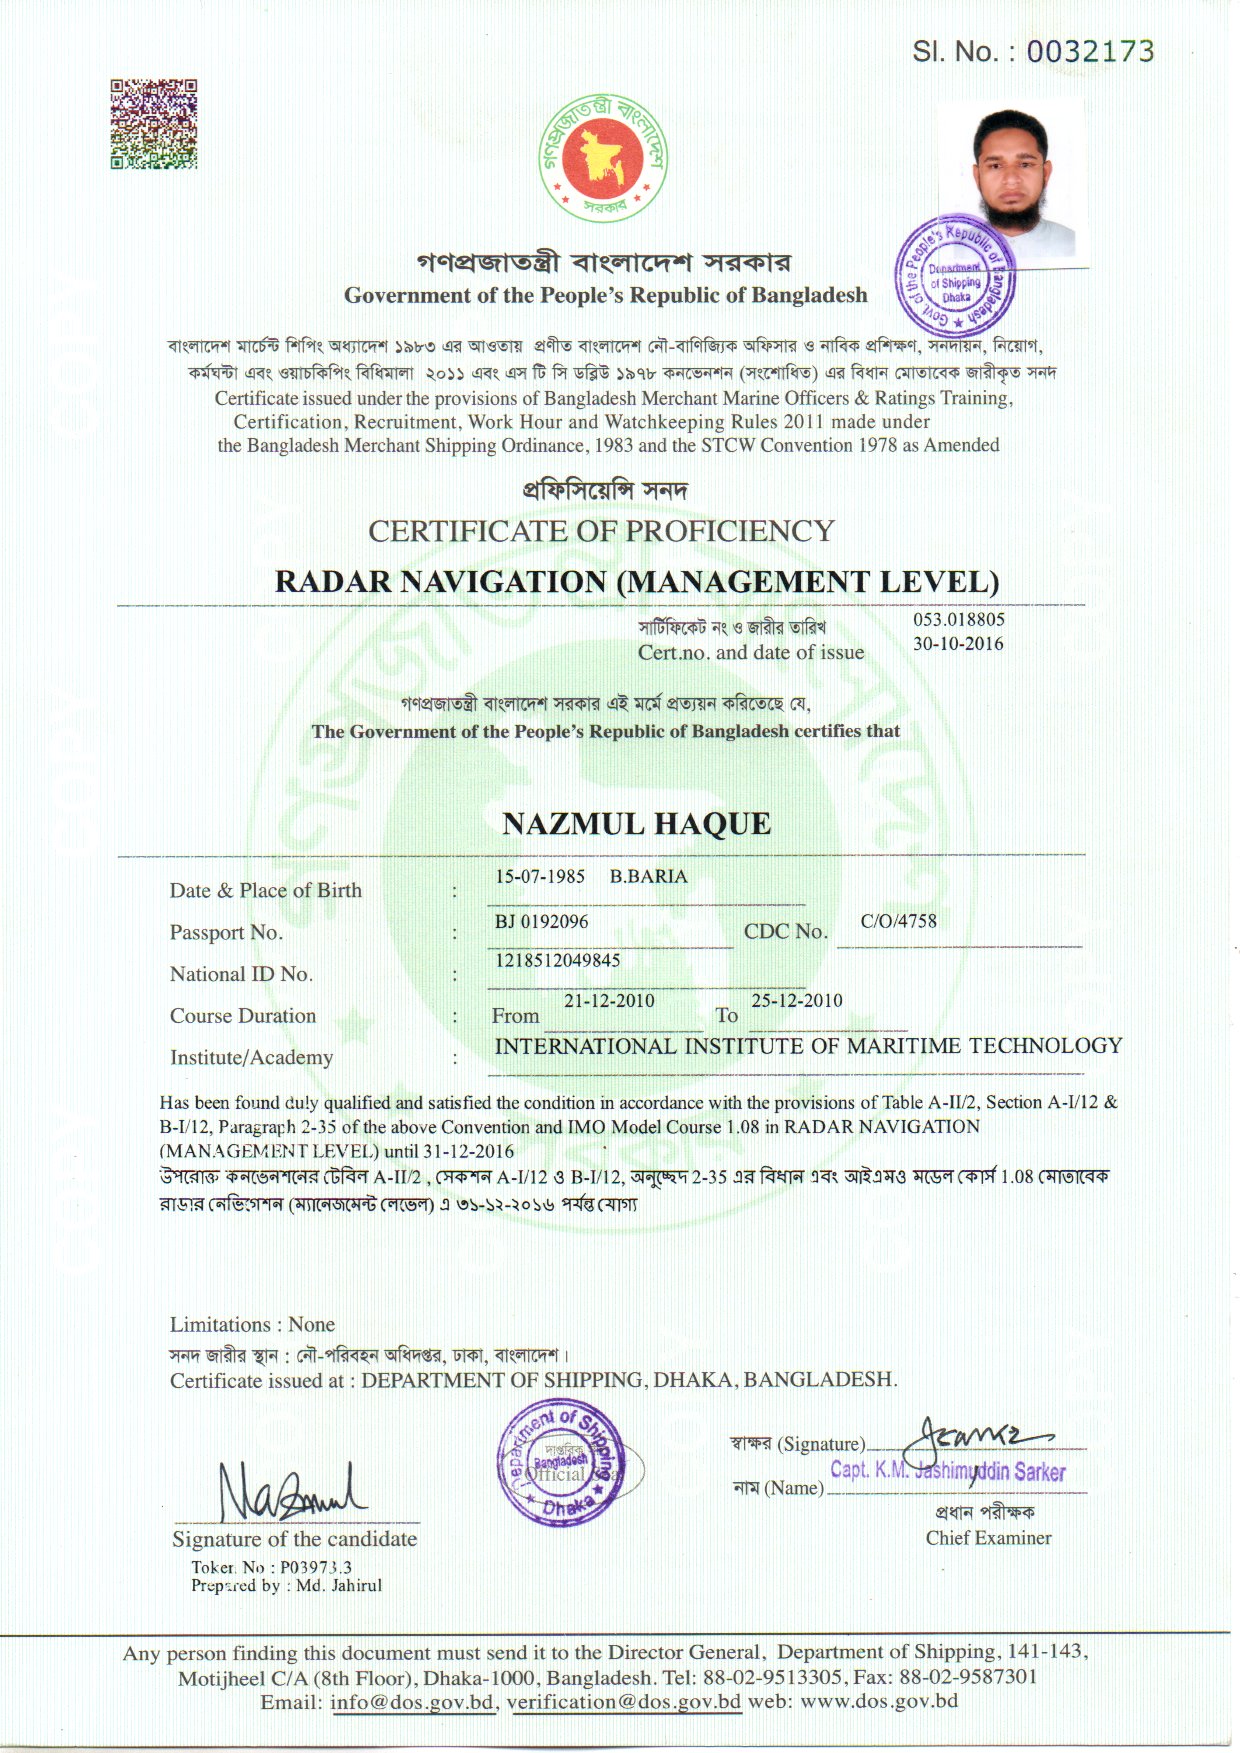 Sl. No. : 0032173
গণপ্রজাতন্ত্রী বাংলাদেশ
সরকার
Govt. of the People's Republic of Bangladesh
Department
of Shipping
Dhaka
গণপ্রজাতন্ত্রী বাংলাদেশ সরকার
Government of the People's Republic of Bangladesh
বাংলাদেশ মার্চেন্ট শিপিং অধ্যাদেশ ১৯৮৩ এর আওতায় প্রণীত বাংলাদেশ নৌ-বাণিজ্যিক অফিসার ও নাবিক প্রশিক্ষণ, সনদায়ন, নিয়োগ,
কর্মঘন্টা এবং ওয়াচকিপিং বিধিমালা ২০১১ এবং এস টি সি ডব্লিউ ১৯৭৮ কনভেনশন (সংশোধিত) এর বিধান মোতাবেক জারীকৃত সনদ
Certificate issued under the provisions of Bangladesh Merchant Marine Officers & Ratings Training,
Certification, Recruitment, Work Hour and Watchkeeping Rules 2011 made under
the Bangladesh Merchant Shipping Ordinance, 1983 and the STCW Convention 1978 as Amended
প্রফিসিয়েন্সি সনদ
CERTIFICATE OF PROFICIENCY
RADAR NAVIGATION (MANAGEMENT LEVEL)
সার্টিফিকেট নং ও জারীর তারিখ 053.018805
Cert.no. and date of issue 30-10-2016
গণপ্রজাতন্ত্রী বাংলাদেশ সরকার এই মর্মে প্রত্যয়ন করিতেছে যে,
The Government of the People's Republic of Bangladesh certifies that
NAZMUL HAQUE
Date & Place of Birth : 15-07-1985 B.BARIA
Passport No. : BJ 0192096 CDC No. C/O/4758
National ID No. : 1218512049845
Course Duration : From 21-12-2010 To 25-12-2010
Institute/Academy : INTERNATIONAL INSTITUTE OF MARITIME TECHNOLOGY
Has been found duly qualified and satisfied the condition in accordance with the provisions of Table A-II/2, Section A-I/12 &
B-I/12, Paragraph 2-35 of the above Convention and IMO Model Course 1.08 in RADAR NAVIGATION
(MANAGEMENT LEVEL) until 31-12-2016
উপরোক্ত কনভেনশনের টেবিল A-II/2 , সেকশন A-I/12 ও B-I/12, অনুচ্ছেদ 2-35 এর বিধান এবং আইএমও মডেল কোর্স 1.08 মোতাবেক
রাডার নেভিগেশন (ম্যানেজমেন্ট লেভেল) এ ৩১-১২-২০১৬ পর্যন্ত যোগ্য
Limitations : None
সনদ জারীর স্থান : নৌ-পরিবহন অধিদপ্তর, ঢাকা, বাংলাদেশ।
Certificate issued at : DEPARTMENT OF SHIPPING, DHAKA, BANGLADESH.
Department of Shipping
দাপ্তরিক
Bangladesh
Official
Dhaka
স্বাক্ষর (Signature)
Capt. K.M. Jashimuddin Sarker
নাম (Name)
প্রধান পরীক্ষক
Chief Examiner
Nazmul
Signature of the candidate
Token No : P03973.3
Prepared by : Md. Jahirul
Any person finding this document must send it to the Director General, Department of Shipping, 141-143,
Motijheel C/A (8th Floor), Dhaka-1000, Bangladesh. Tel: 88-02-9513305, Fax: 88-02-9587301
Email: info@dos.gov.bd, verification@dos.gov.bd web: www.dos.gov.bd